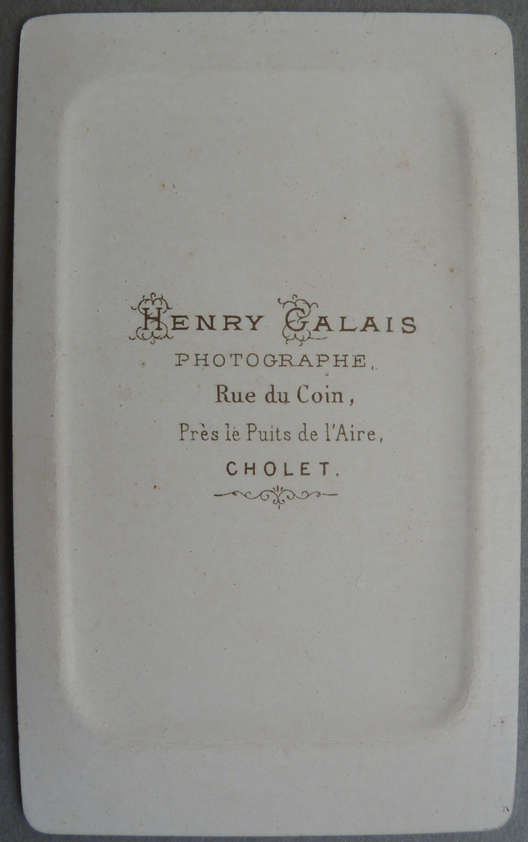 HENRY GALAIS
PHOTOGRAPHE,
Rue du Coin,
Près le Puits de l'Aire,
CHOLET.